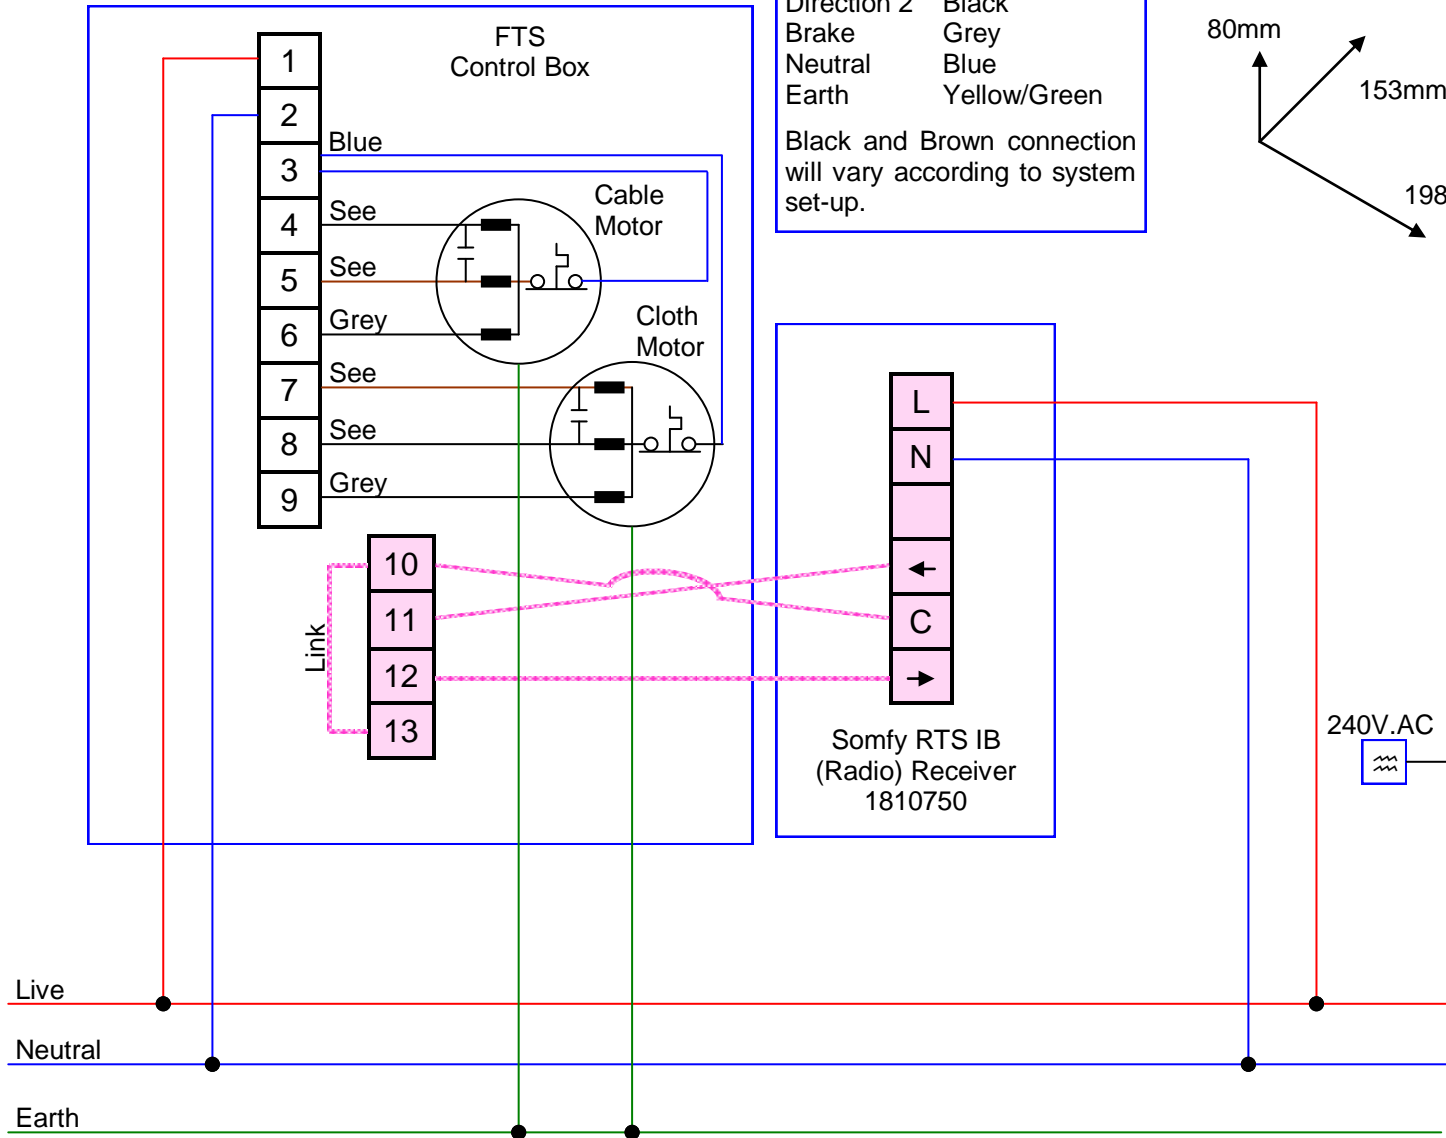 FTS
Control Box
1
2
3
4
5
6
7
8
9
Blue
See
See
Grey
See
See
Grey
Cable
Motor
Cloth
Motor
10
11
12
13
Link
Direction 2 Black
Brake Grey
Neutral Blue
Earth Yellow/Green
Black and Brown connection
will vary according to system
set-up.
80mm
153mm
198
L
N
C
Somfy RTS IB
(Radio) Receiver
1810750
240V.AC
Live
Neutral
Earth